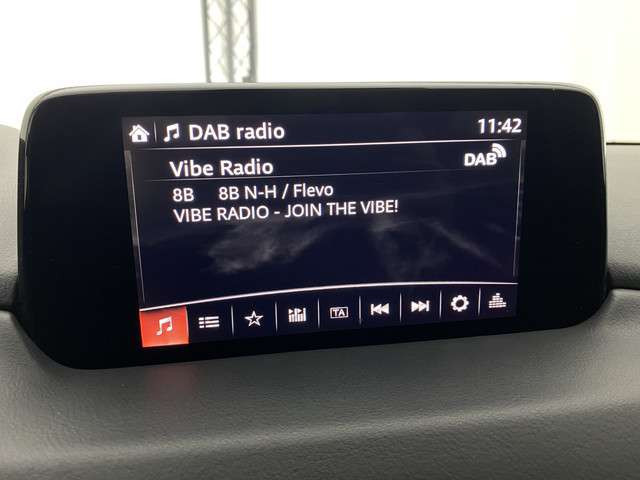 DAB radio 11:42
Vibe Radio DAB
8B 8B N-H / Flevo
VIBE RADIO - JOIN THE VIBE!
TA